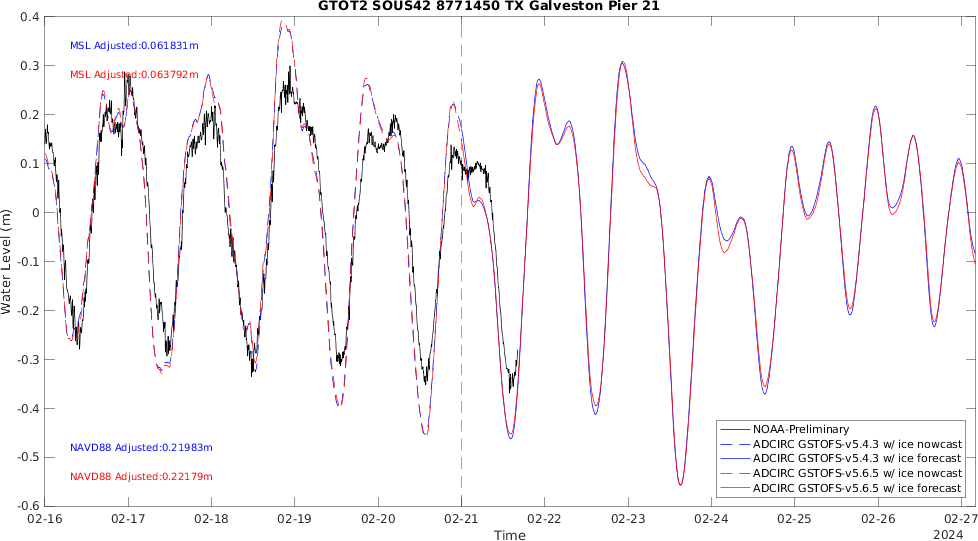 GTOT2 SOUS42 8771450 TX Galveston Pier 21
0.4
0.3
0.2
0.1
0
-0.1
-0.2
-0.3
-0.4
-0.5
-0.6
Water Level (m)
MSL Adjusted:0.061831m
MSL Adjusted:0.063792m
NAVD88 Adjusted:0.21983m
NAVD88 Adjusted:0.22179m
NOAA-Preliminary
ADCIRC GSTOFS-v5.4.3 w/ ice nowcast
ADCIRC GSTOFS-v5.4.3 w/ ice forecast
ADCIRC GSTOFS-v5.6.5 w/ ice nowcast
ADCIRC GSTOFS-v5.6.5 w/ ice forecast
02-16 02-17 02-18 02-19 02-20 02-21 02-22 02-23 02-24 02-25 02-26 02-27
Time
2024